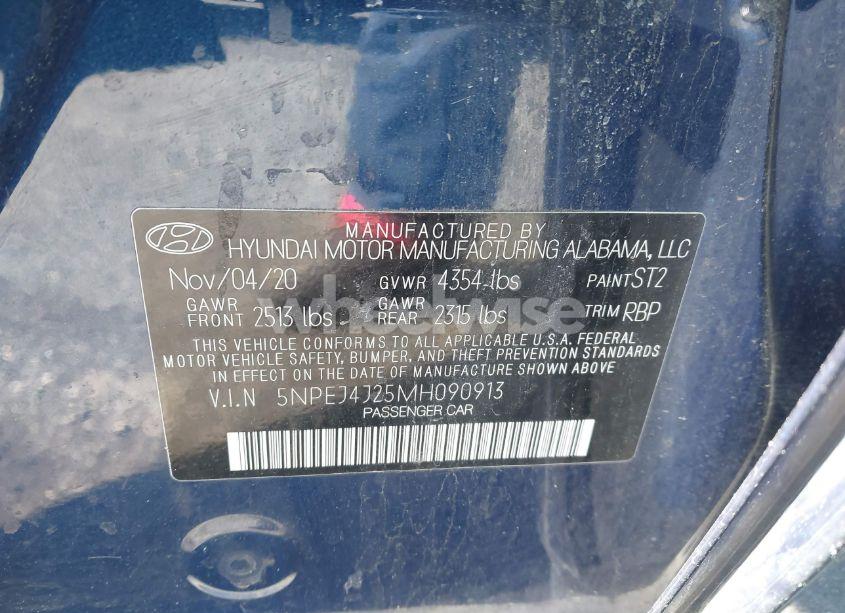 MANUFACTURED BY
HYUNDAI MOTOR MANUFACTURING ALABAMA, LLC
Nov/04/20 GVWR 4354 lbs PAINT ST2
GAWR FRONT 2513 lbs GAWR REAR 2315 lbs TRIM RBP
wheelwise
THIS VEHICLE CONFORMS TO ALL APPLICABLE U.S.A. FEDERAL
MOTOR VEHICLE SAFETY, BUMPER, AND THEFT PREVENTION STANDARDS
IN EFFECT ON THE DATE OF MANUFACTURE SHOWN ABOVE
V.I.N 5NPEJ4J25MH090913
PASSENGER CAR